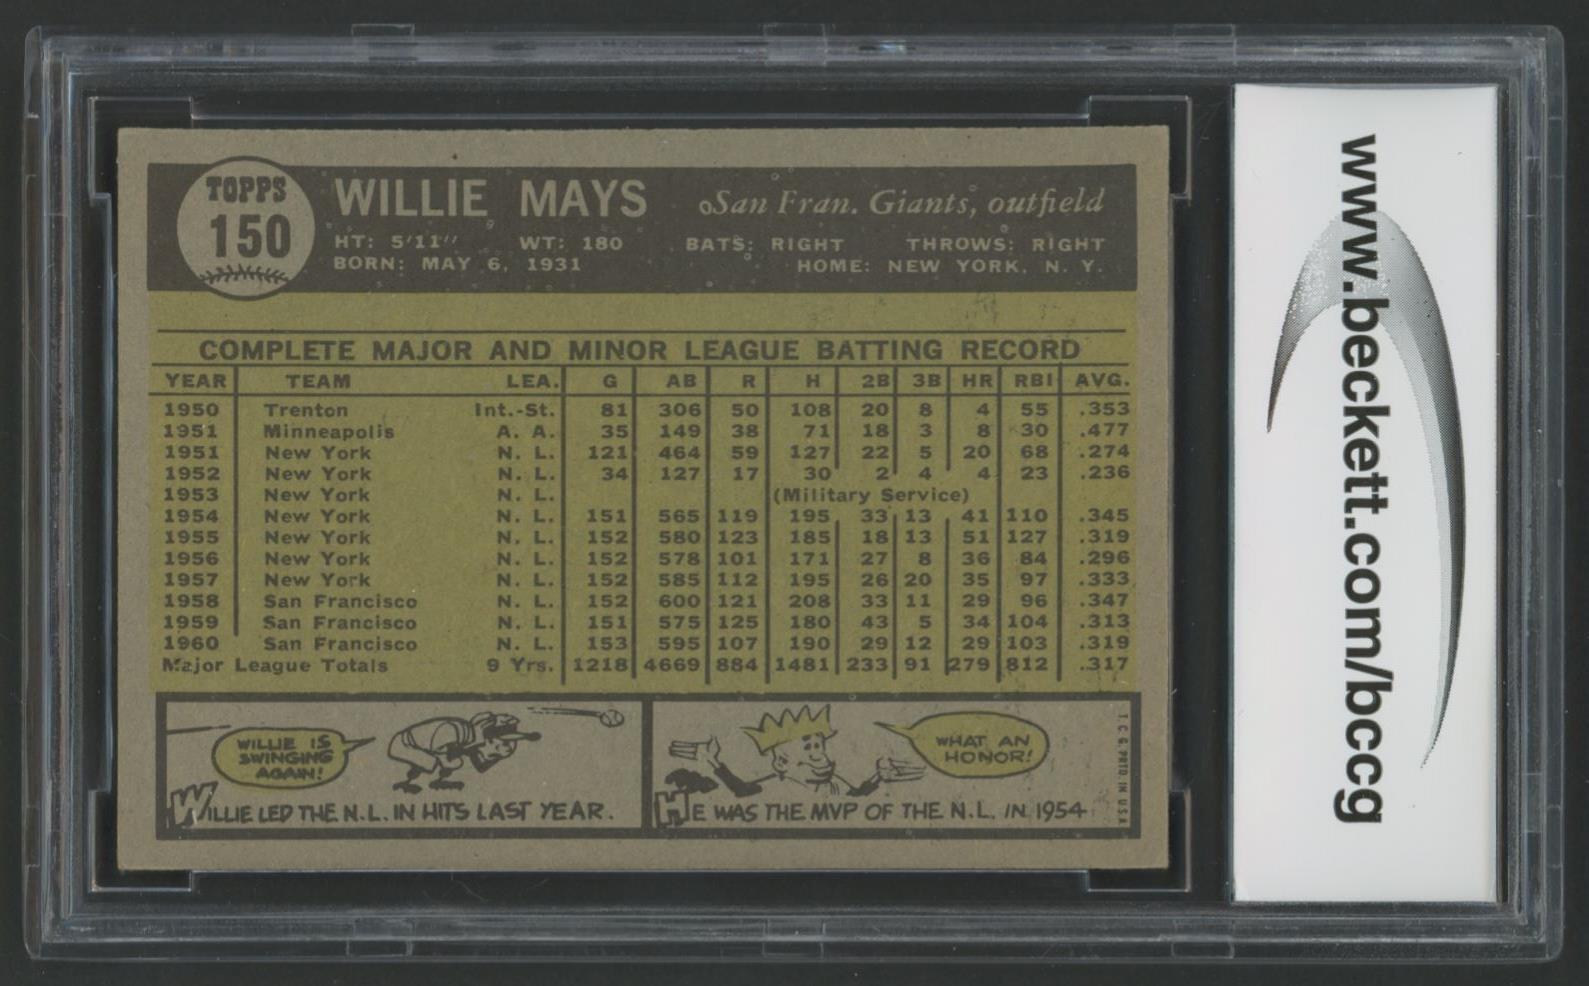 TOPPS
150
WILLIE MAYS
San Fran. Giants, outfield
HT: 5'11" WT: 180 BATS: RIGHT THROWS: RIGHT
BORN: MAY 6, 1931 HOME: NEW YORK, N. Y.
COMPLETE MAJOR AND MINOR LEAGUE BATTING RECORD
YEAR TEAM LEA. G AB R H 2B 3B HR RBI AVG.
1950 Trenton Int.-St. 81 306 50 108 20 8 4 55 .353
1951 Minneapolis A. A. 35 149 38 71 18 3 8 30 .477
1951 New York N. L. 121 464 59 127 22 5 20 68 .274
1952 New York N. L. 34 127 17 30 2 4 4 23 .236
1953 New York N. L. (Military Service)
1954 New York N. L. 151 565 119 195 33 13 41 110 .345
1955 New York N. L. 152 580 123 185 18 13 51 127 .319
1956 New York N. L. 152 578 101 171 27 8 36 84 .296
1957 New York N. L. 152 585 112 195 26 20 35 97 .333
1958 San Francisco N. L. 152 600 121 208 33 11 29 96 .347
1959 San Francisco N. L. 151 575 125 180 43 5 34 104 .313
1960 San Francisco N. L. 153 595 107 190 29 12 29 103 .319
Major League Totals 9 Yrs. 1218 4669 884 1481 233 91 279 812 .317
WILLIE IS
SWINGING
AGAIN!
WILLIE LED THE N.L. IN HITS LAST YEAR.
WHAT AN
HONOR!
HE WAS THE MVP OF THE N.L. IN 1954
T. C. G. PRTD. IN U.S.A.
www.beckett.com/bccg